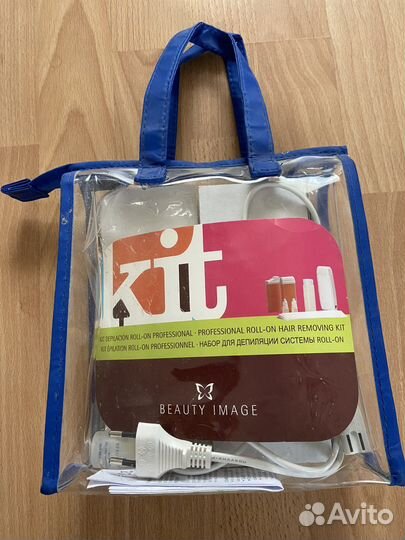 kit
KIT DEPILACIÓN ROLL-ON PROFESSIONAL · PROFESSIONAL ROLL-ON HAIR REMOVING KIT
KIT ÉPILATION ROLL-ON PROFESSIONNEL · НАБОР ДЛЯ ДЕПИЛЯЦИИ СИСТЕМЫ ROLL-ON
BEAUTY IMAGE
Avito